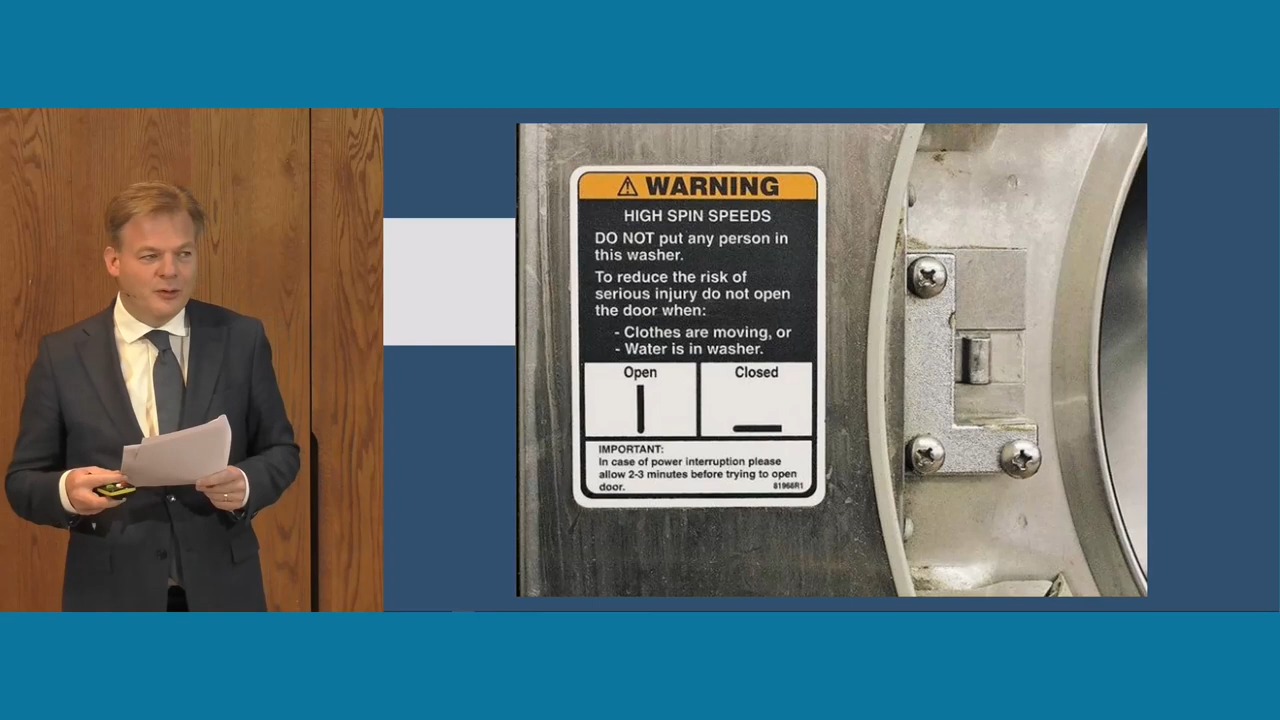 WARNING
HIGH SPIN SPEEDS
DO NOT put any person in
this washer.
To reduce the risk of
serious injury do not open
the door when:
- Clothes are moving, or
- Water is in washer.
Open
Closed
IMPORTANT:
In case of power interruption please
allow 2-3 minutes before trying to open
door.
81968R1